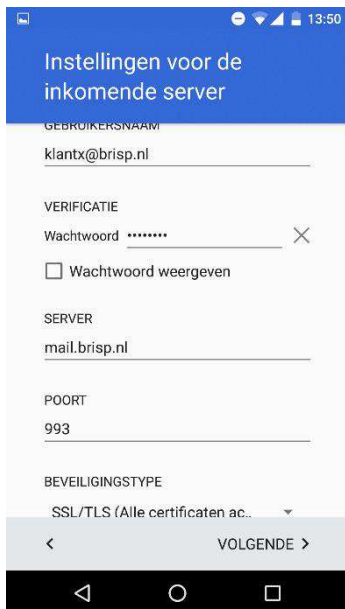 13:50
Instellingen voor de
inkomende server
GEBRUIKERSNAAM
klantx@brisp.nl
VERIFICATIE
Wachtwoord ••••••••
Wachtwoord weergeven
SERVER
mail.brisp.nl
POORT
993
BEVEILIGINGSTYPE
SSL/TLS (Alle certificaten ac..
VOLGENDE